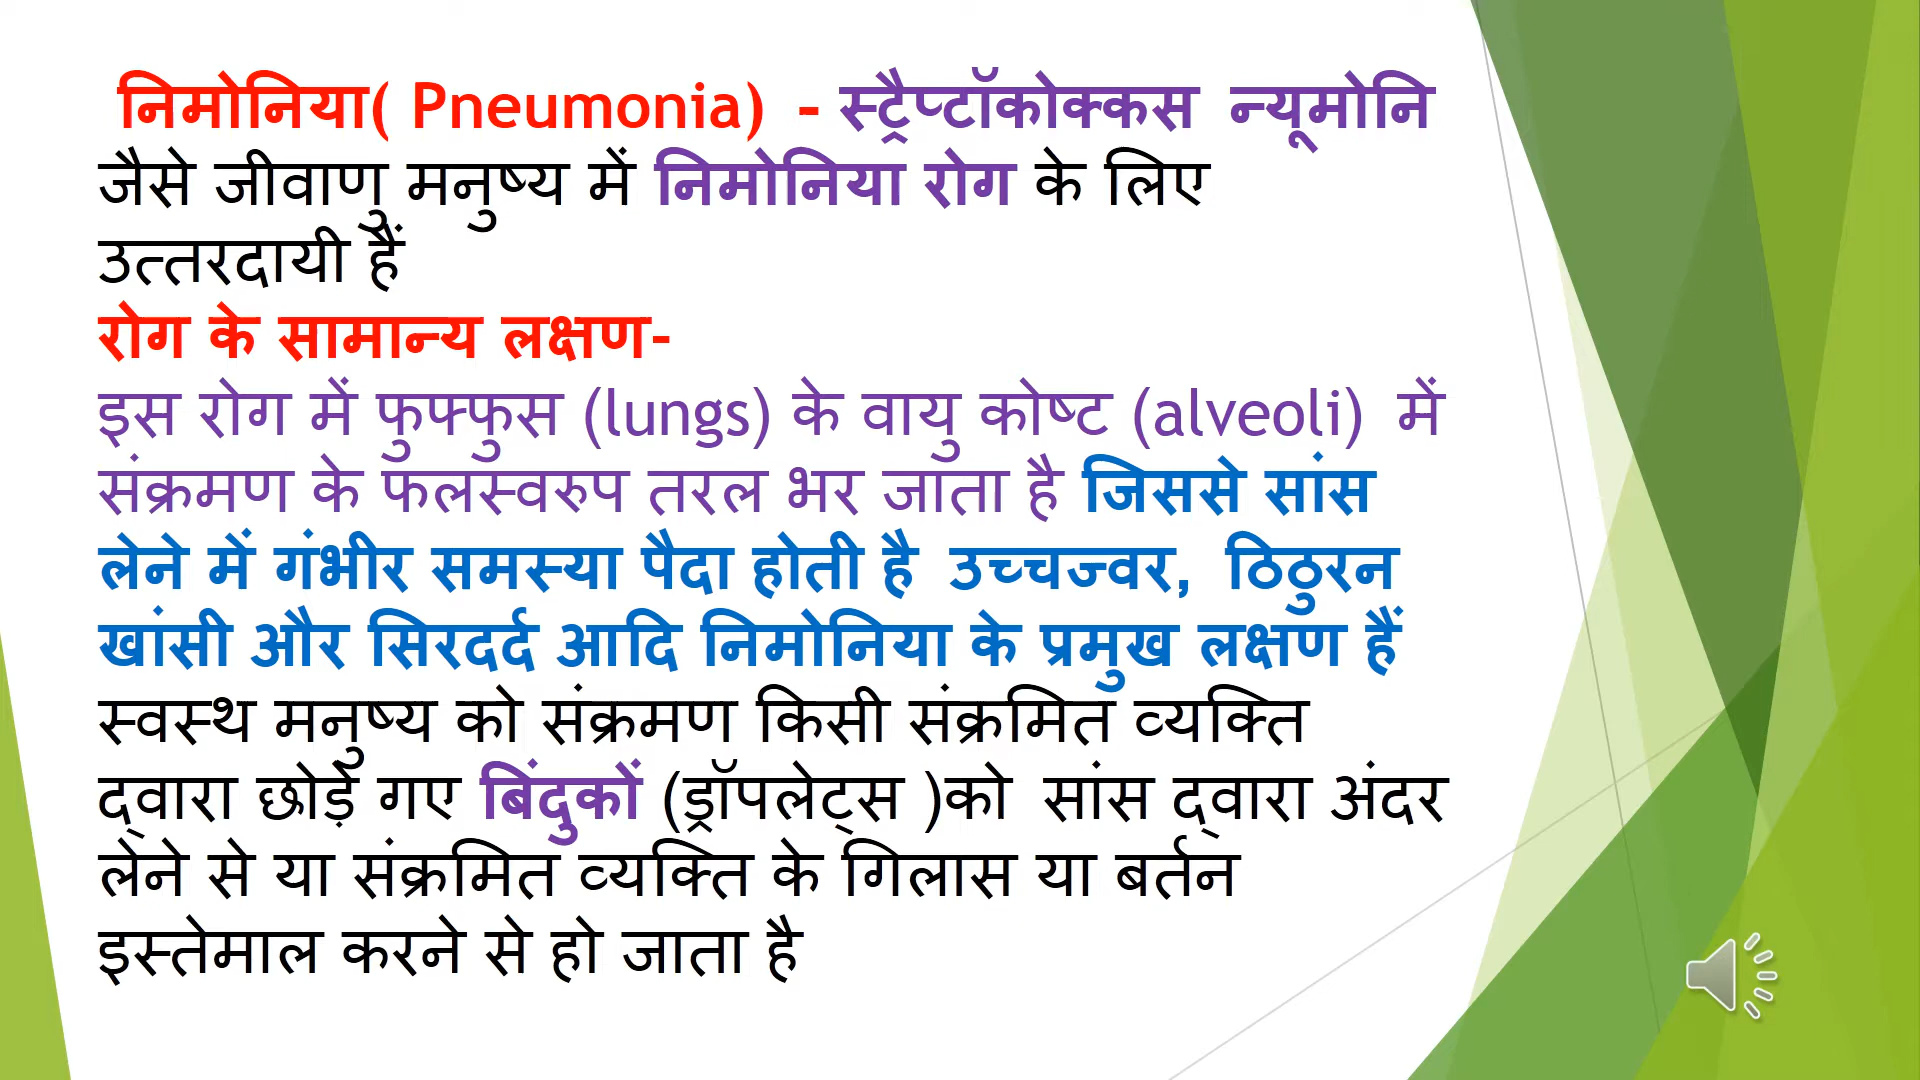 निमोनिया( Pneumonia) - स्ट्रैप्टॉकोक्कस न्यूमोनि
जैसे जीवाणु मनुष्य में निमोनिया रोग के लिए
उत्तरदायी हैं
रोग के सामान्य लक्षण-
इस रोग में फुफ्फुस (lungs) के वायु कोष्ट (alveoli) में
संक्रमण के फलस्वरुप तरल भर जाता है जिससे सांस
लेने में गंभीर समस्या पैदा होती है उच्चज्वर, ठिठुरन
खांसी और सिरदर्द आदि निमोनिया के प्रमुख लक्षण हैं
स्वस्थ मनुष्य को संक्रमण किसी संक्रमित व्यक्ति
द्वारा छोड़े गए बिंदुकों (ड्रॉपलेट्स )को सांस द्वारा अंदर
लेने से या संक्रमित व्यक्ति के गिलास या बर्तन
इस्तेमाल करने से हो जाता है